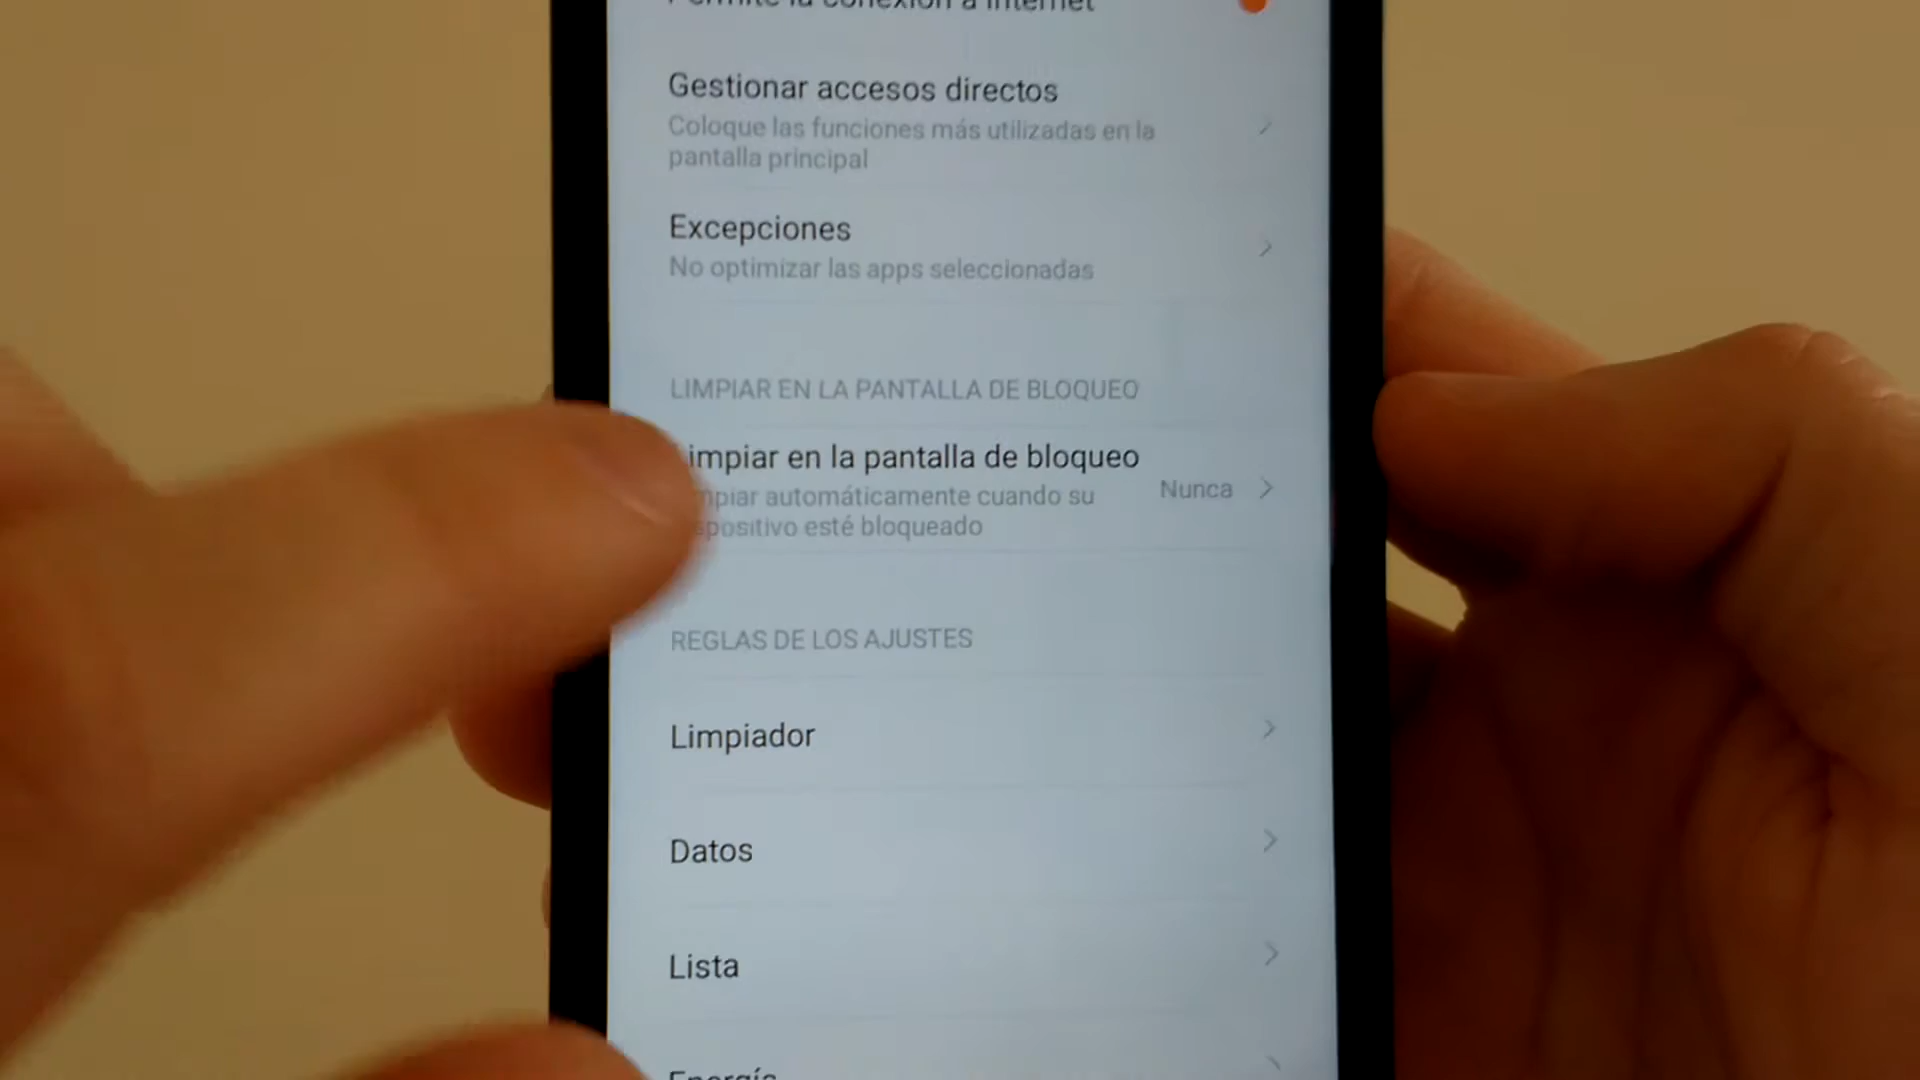 Permite la conexión a internet
Gestionar accesos directos
Coloque las funciones más utilizadas en la
pantalla principal
Excepciones
No optimizar las apps seleccionadas
LIMPIAR EN LA PANTALLA DE BLOQUEO
impiar en la pantalla de bloqueo
mpiar automáticamente cuando su
Nunca
spositivo esté bloqueado
REGLAS DE LOS AJUSTES
Limpiador
Datos
Lista
Energía